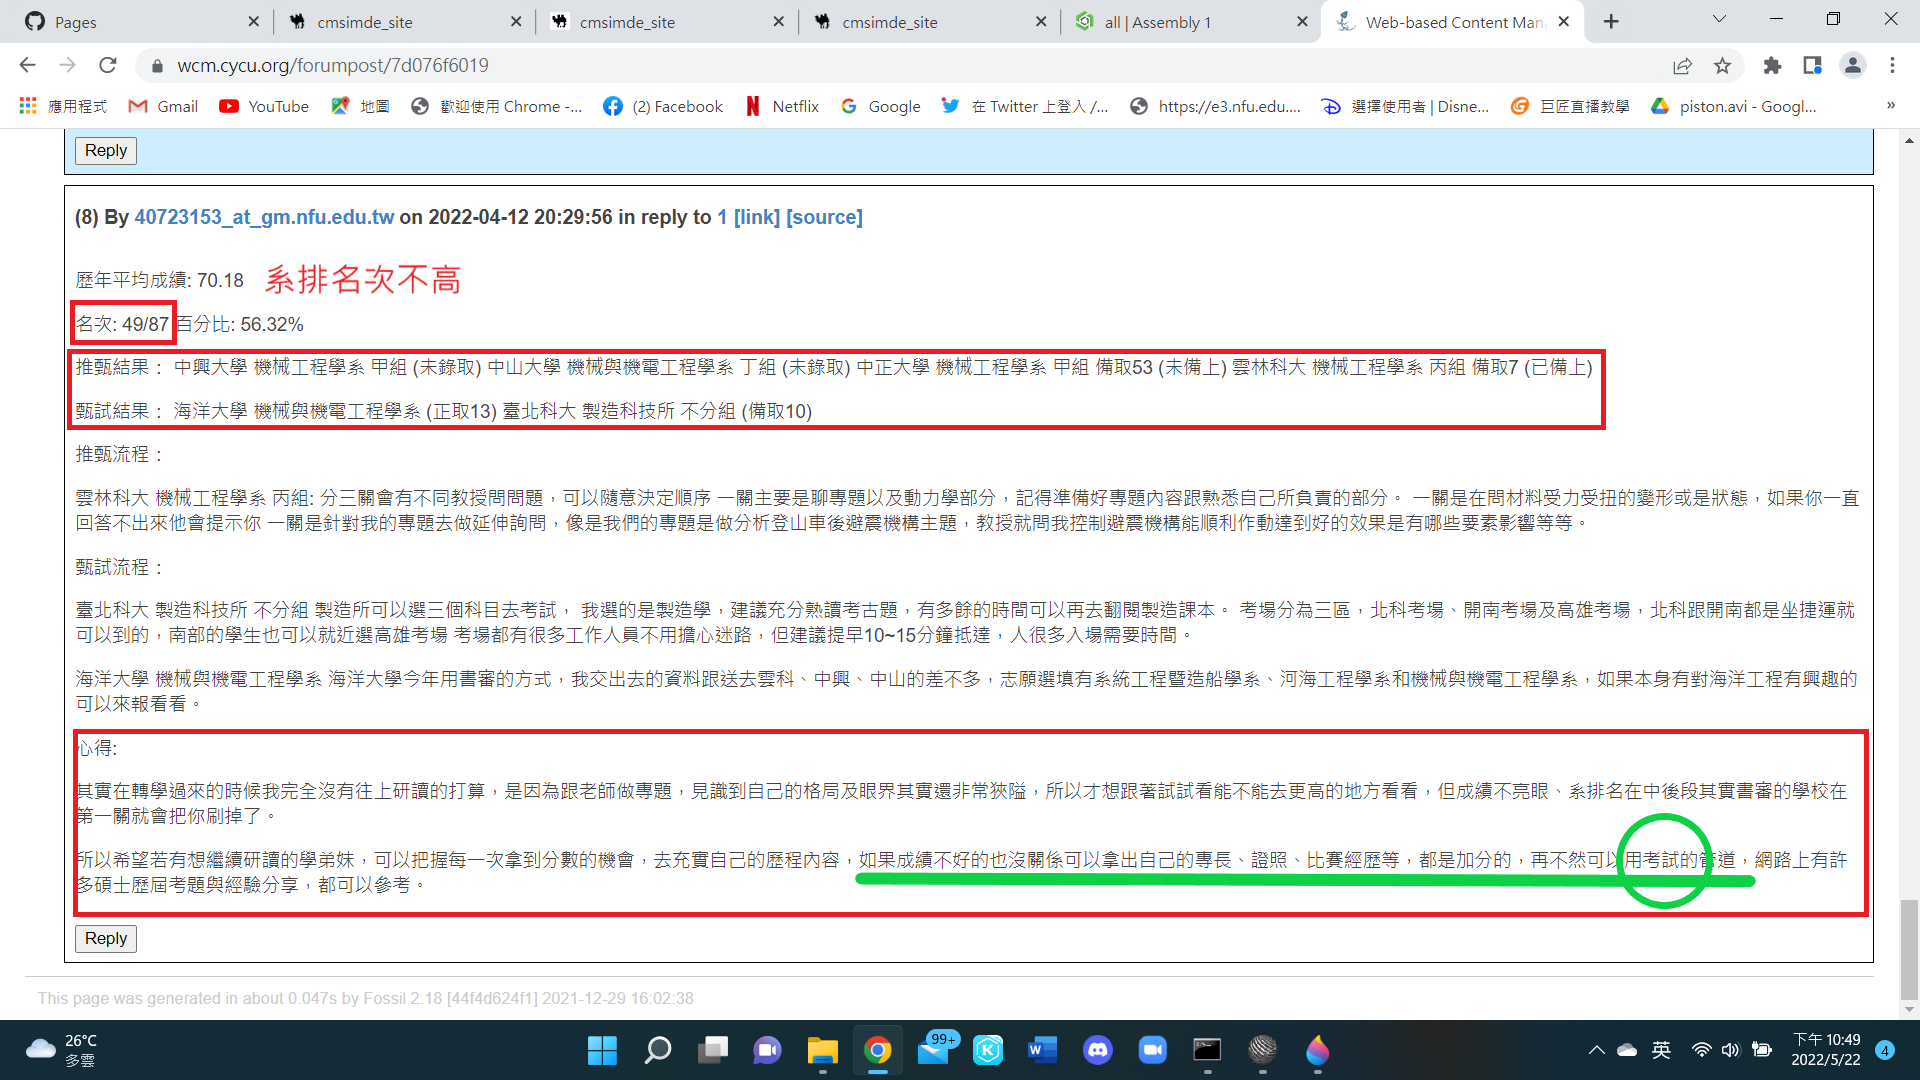 Pages
cmsimde_site
cmsimde_site
cmsimde_site
all | Assembly 1
Web-based Content Man
wcm.cycu.org/forumpost/7d076f6019
應用程式
Gmail
YouTube
地圖
歡迎使用 Chrome -...
(2) Facebook
Netflix
Google
在 Twitter 上登入 /...
https://e3.nfu.edu....
選擇使用者 | Disne...
巨匠直播教學
piston.avi - Googl...
»
Reply
(8) By 40723153_at_gm.nfu.edu.tw on 2022-04-12 20:29:56 in reply to 1 [link] [source]
歷年平均成績: 70.18 系排名次不高
名次: 49/87 百分比: 56.32%
推甄結果： 中興大學 機械工程學系 甲組 (未錄取) 中山大學 機械與機電工程學系 丁組 (未錄取) 中正大學 機械工程學系 甲組 備取53 (未備上) 雲林科大 機械工程學系 丙組 備取7 (已備上)
甄試結果： 海洋大學 機械與機電工程學系 (正取13) 臺北科大 製造科技所 不分組 (備取10)
推甄流程：
雲林科大 機械工程學系 丙組: 分三關會有不同教授問問題，可以隨意決定順序 一關主要是聊專題以及動力學部分，記得準備好專題內容跟熟悉自己所負責的部分。 一關是在問材料受力受扭的變形或是狀態，如果你一直
回答不出來他會提示你 一關是針對我的專題去做延伸詢問，像是我們的專題是做分析登山車後避震機構主題，教授就問我控制避震機構能順利作動達到好的效果是有哪些要素影響等等。
甄試流程：
臺北科大 製造科技所 不分組 製造所可以選三個科目去考試， 我選的是製造學，建議充分熟讀考古題，有多餘的時間可以再去翻閱製造課本。 考場分為三區，北科考場、開南考場及高雄考場，北科跟開南都是坐捷運就
可以到的，南部的學生也可以就近選高雄考場 考場都有很多工作人員不用擔心迷路，但建議提早10~15分鐘抵達，人很多入場需要時間。
海洋大學 機械與機電工程學系 海洋大學今年用書審的方式，我交出去的資料跟送去雲科、中興、中山的差不多，志願選填有系統工程暨造船學系、河海工程學系和機械與機電工程學系，如果本身有對海洋工程有興趣的
可以來報看看。
心得:
其實在轉學過來的時候我完全沒有往上研讀的打算，是因為跟老師做專題，見識到自己的格局及眼界其實還非常狹隘，所以才想跟著試試看能不能去更高的地方看看，但成績不亮眼、系排名在中後段其實書審的學校在
第一關就會把你刷掉了。
所以希望若有想繼續研讀的學弟妹，可以把握每一次拿到分數的機會，去充實自己的歷程內容，如果成績不好的也沒關係可以拿出自己的專長、證照、比賽經歷等，都是加分的，再不然可以用考試的管道，網路上有許
多碩士歷屆考題與經驗分享，都可以參考。
Reply
This page was generated in about 0.047s by Fossil 2.18 [44f4d624f1] 2021-12-29 16:02:38
26°C
多雲
99+
英
下午 10:49
2022/5/22
4